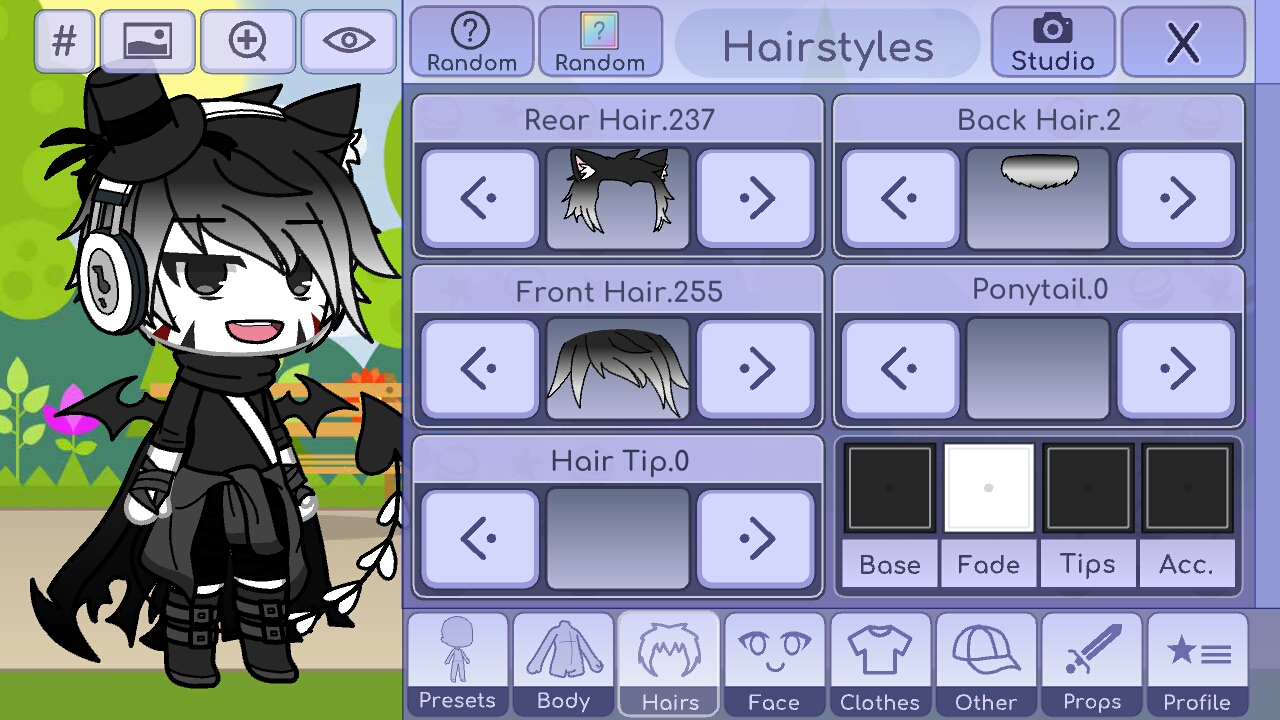 #
? Random
? Random
Hairstyles
Studio
X
Rear Hair.237
Back Hair.2
Front Hair.255
Ponytail.0
Hair Tip.0
Base
Fade
Tips
Acc.
Presets
Body
Hairs
Face
Clothes
Other
Props
Profile